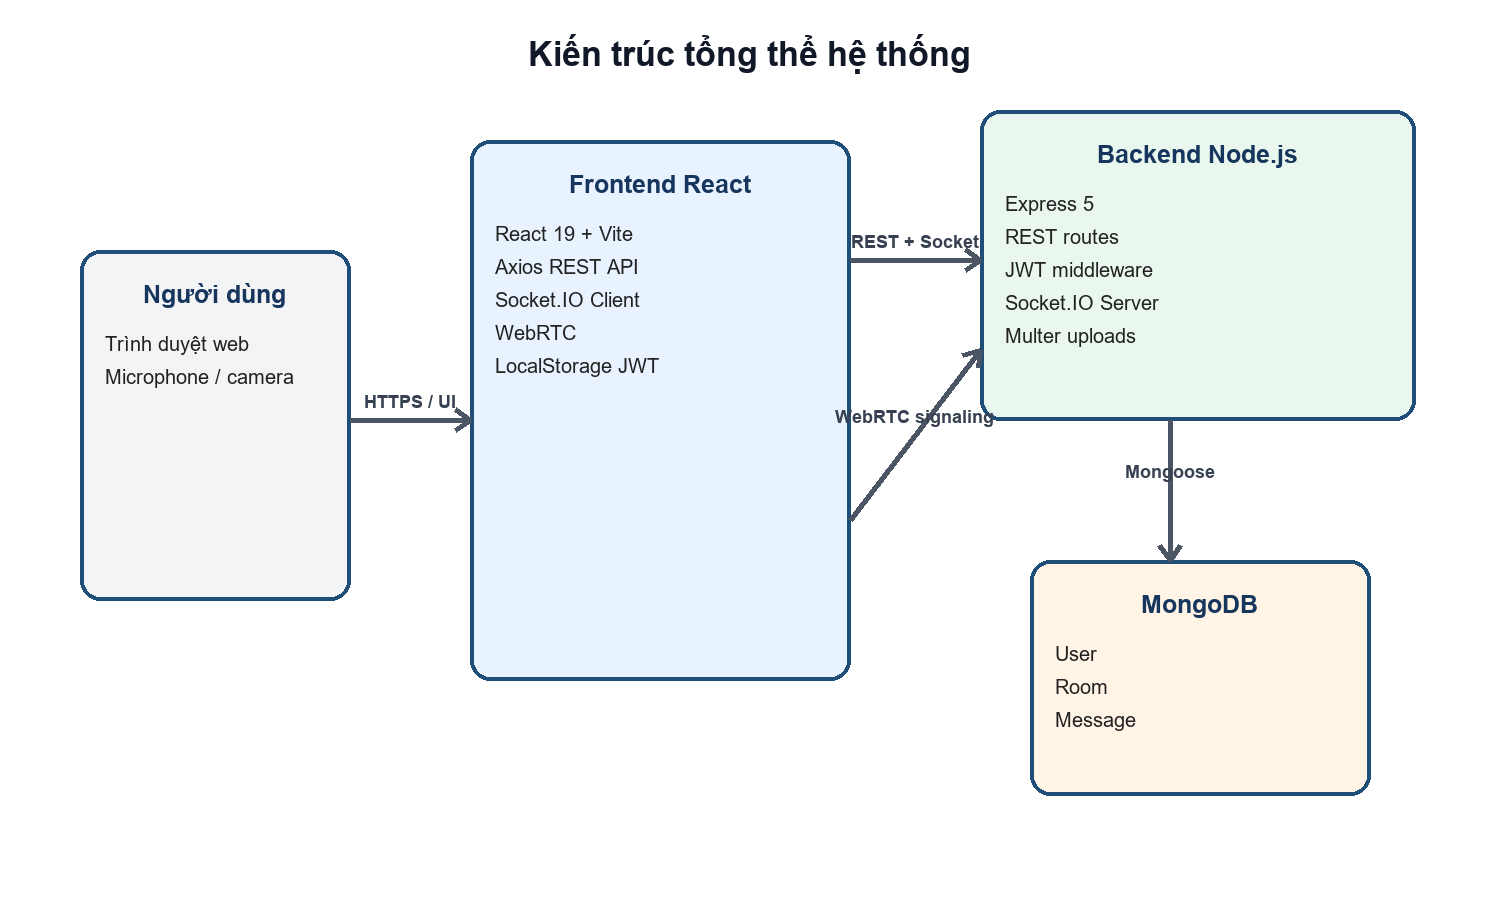 Kiến trúc tổng thể hệ thống
Người dùng
Trình duyệt web
Microphone / camera
HTTPS / UI
Frontend React
React 19 + Vite
Axios REST API
Socket.IO Client
WebRTC
LocalStorage JWT
REST + Socket
WebRTC signaling
Backend Node.js
Express 5
REST routes
JWT middleware
Socket.IO Server
Multer uploads
Mongoose
MongoDB
User
Room
Message